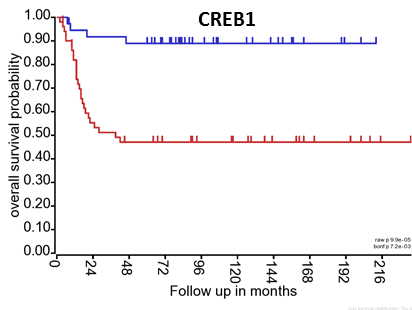 CREB1
overall survival probability
1.00
0.90
0.80
0.70
0.60
0.50
0.40
0.30
0.20
0.10
0.00
raw p 9.9e-05
bonf p 7.2e-03
0 24 48 72 96 120 144 168 192 216
Follow up in months